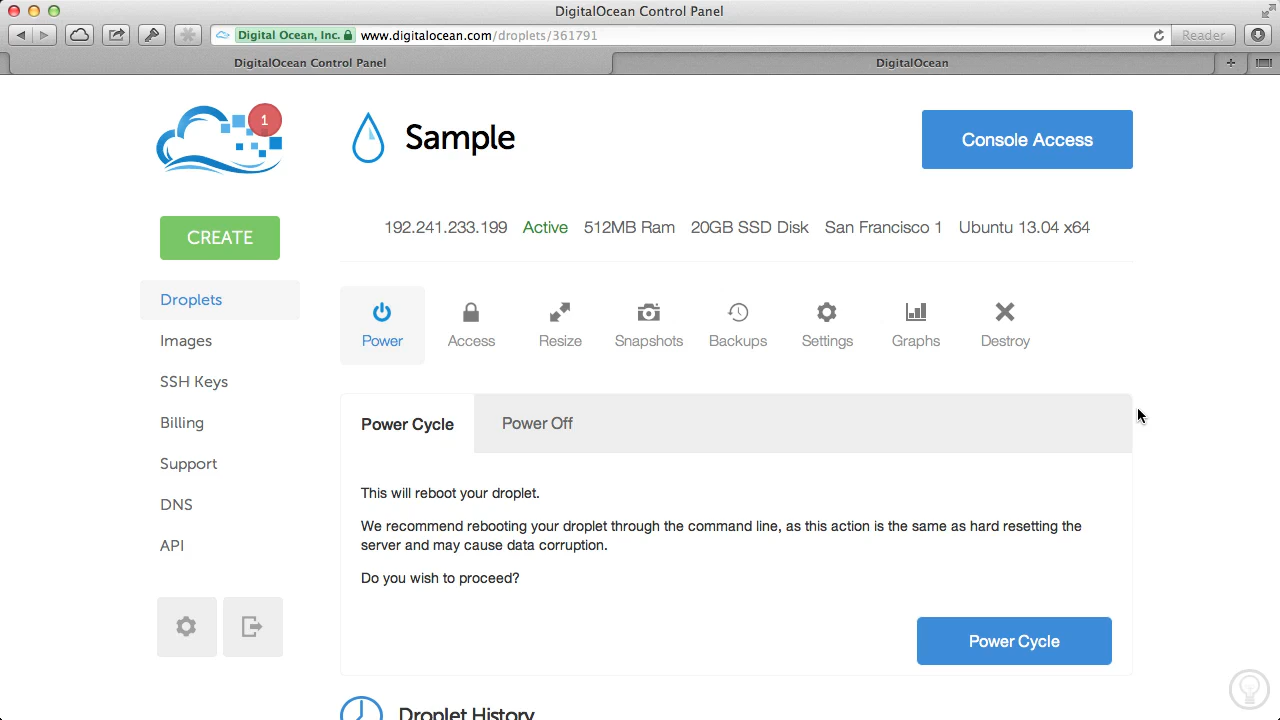 DigitalOcean Control Panel
Digital Ocean, Inc. www.digitalocean.com/droplets/361791 Reader
DigitalOcean Control Panel DigitalOcean +
1
Sample
Console Access
CREATE
192.241.233.199 Active 512MB Ram 20GB SSD Disk San Francisco 1 Ubuntu 13.04 x64
Droplets
Images
SSH Keys
Billing
Support
DNS
API
Power Access Resize Snapshots Backups Settings Graphs Destroy
Power Cycle Power Off
This will reboot your droplet.
We recommend rebooting your droplet through the command line, as this action is the same as hard resetting the
server and may cause data corruption.
Do you wish to proceed?
Power Cycle
Droplet History